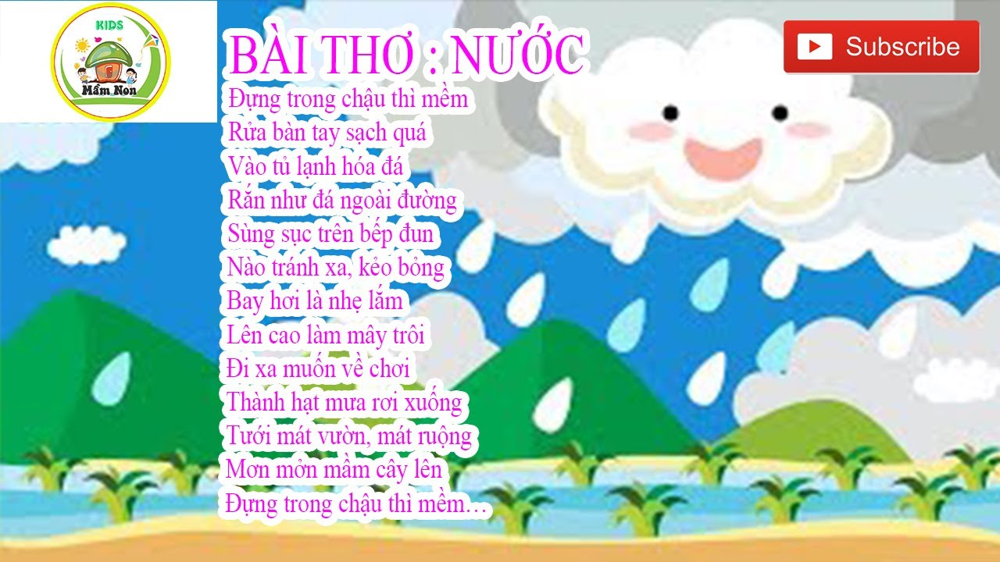 KIDS
Mầm Non
BÀI THƠ : NƯỚC
Subscribe
Đựng trong chậu thì mềm
Rửa bàn tay sạch quá
Vào tủ lạnh hóa đá
Rắn như đá ngoài đường
Sùng sục trên bếp đun
Nào tránh xa, kẻo bỏng
Bay hơi là nhẹ lắm
Lên cao làm mây trôi
Đi xa muốn về chơi
Thành hạt mưa rơi xuống
Tưới mát vườn, mát ruộng
Mơn mởn mầm cây lên
Đựng trong chậu thì mềm...